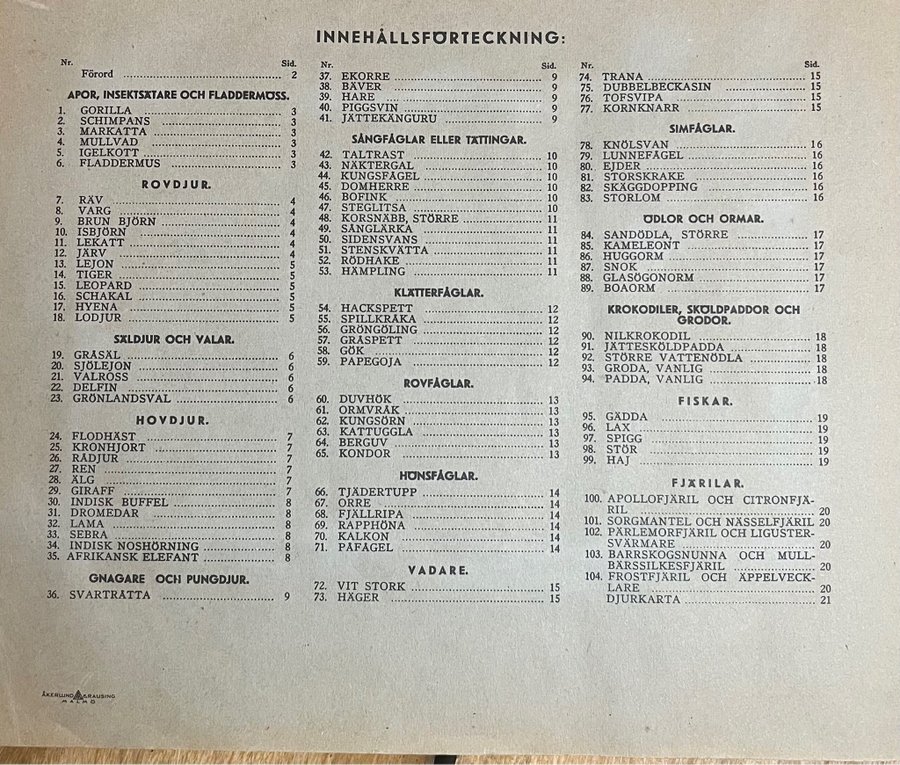 INNEHÅLLSFÖRTECKNING:
Nr. Sid.
Förord 2
APOR, INSEKTSÄTARE OCH FLADDERMÖSS.
1. GORILLA 3
2. SCHIMPANS 3
3. MARKATTA 3
4. MULLVAD 3
5. IGELKOTT 3
6. FLADDERMUS 3
ROVDJUR.
7. RÄV 4
8. VARG 4
9. BRUN BJÖRN 4
10. ISBJÖRN 4
11. LEKATT 4
12. JÄRV 4
13. LEJON 5
14. TIGER 5
15. LEOPARD 5
16. SCHAKAL 5
17. HYENA 5
18. LODJUR 5
SÄLDJUR OCH VALAR.
19. GRÅSÄL 6
20. SJÖLEJON 6
21. VALROSS 6
22. DELFIN 6
23. GRÖNLANDSVAL 6
HOVDJUR.
24. FLODHÄST 7
25. KRONHJORT 7
26. RÅDJUR 7
27. REN 7
28. ÄLG 7
29. GIRAFF 7
30. INDISK BUFFEL 8
31. DROMEDAR 8
32. LAMA 8
33. SEBRA 8
34. INDISK NOSHÖRNING 8
35. AFRIKANSK ELEFANT 8
GNAGARE OCH PUNGDJUR.
36. SVARTRÅTTA 9
Nr. Sid.
37. EKORRE 9
38. BÄVER 9
39. HARE 9
40. PIGGSVIN 9
41. JÄTTEKÄNGURU 9
SÅNGFÅGLAR ELLER TÄTTINGAR.
42. TALTRAST 10
43. NÄKTERGAL 10
44. KUNGSFÅGEL 10
45. DOMHERRE 10
46. BOFINK 10
47. STEGLITSA 10
48. KORSNÄBB, STÖRRE 11
49. SÅNGLÄRKA 11
50. SIDENSVANS 11
51. STENSKVÄTTA 11
52. RÖDHAKE 11
53. HÄMPLING 11
KLÄTTERFÅGLAR.
54. HACKSPETT 12
55. SPILLKRÅKA 12
56. GRÖNGÖLING 12
57. GRÅSPETT 12
58. GÖK 12
59. PAPEGOJA 12
ROVFÅGLAR.
60. DUVHÖK 13
61. ORMVRÅK 13
62. KUNGSÖRN 13
63. KATTUGGLA 13
64. BERGUV 13
65. KONDOR 13
HÖNSFÅGLAR.
66. TJÄDERTUPP 14
67. ORRE 14
68. FJÄLLRIPA 14
69. RAPPHÖNA 14
70. KALKON 14
71. PÅFÅGEL 14
VADARE.
72. VIT STORK 15
73. HÄGER 15
Nr. Sid.
74. TRANA 15
75. DUBBELBECKASIN 15
76. TOFSVIPA 15
77. KORNKNARR 15
SIMFÅGLAR.
78. KNÖLSVAN 16
79. LUNNEFÅGEL 16
80. EJDER 16
81. STORSKRAKE 16
82. SKÄGGDOPPING 16
83. STORLOM 16
ÖDLOR OCH ORMAR.
84. SANDÖDLA, STÖRRE 17
85. KAMELEONT 17
86. HUGGORM 17
87. SNOK 17
88. GLASÖGONORM 17
89. BOAORM 17
KROKODILER, SKÖLDPADDOR OCH
GRODOR.
90. NILKROKODIL 18
91. JÄTTESKÖLDPADDA 18
92. STÖRRE VATTENÖDLA 18
93. GRODA, VANLIG 18
94. PADDA, VANLIG 18
FISKAR.
95. GÄDDA 19
96. LAX 19
97. SPIGG 19
98. STÖR 19
99. HAJ 19
FJÄRILAR.
100. APOLLOFJÄRIL OCH CITRONFJÄ-
RIL 20
101. SORGMANTEL OCH NÄSSELFJÄRIL 20
102. PÄRLEMORFJÄRIL OCH LIGUSTER-
SVÄRMARE 20
103. BARRSKOGSNUNNA OCH MULL-
BÄRSSILKESFJÄRIL 20
104. FROSTFJÄRIL OCH ÄPPELVECK-
LARE 20
DJURKARTA 21
ÅKERLUND & RAUSING
MALMÖ